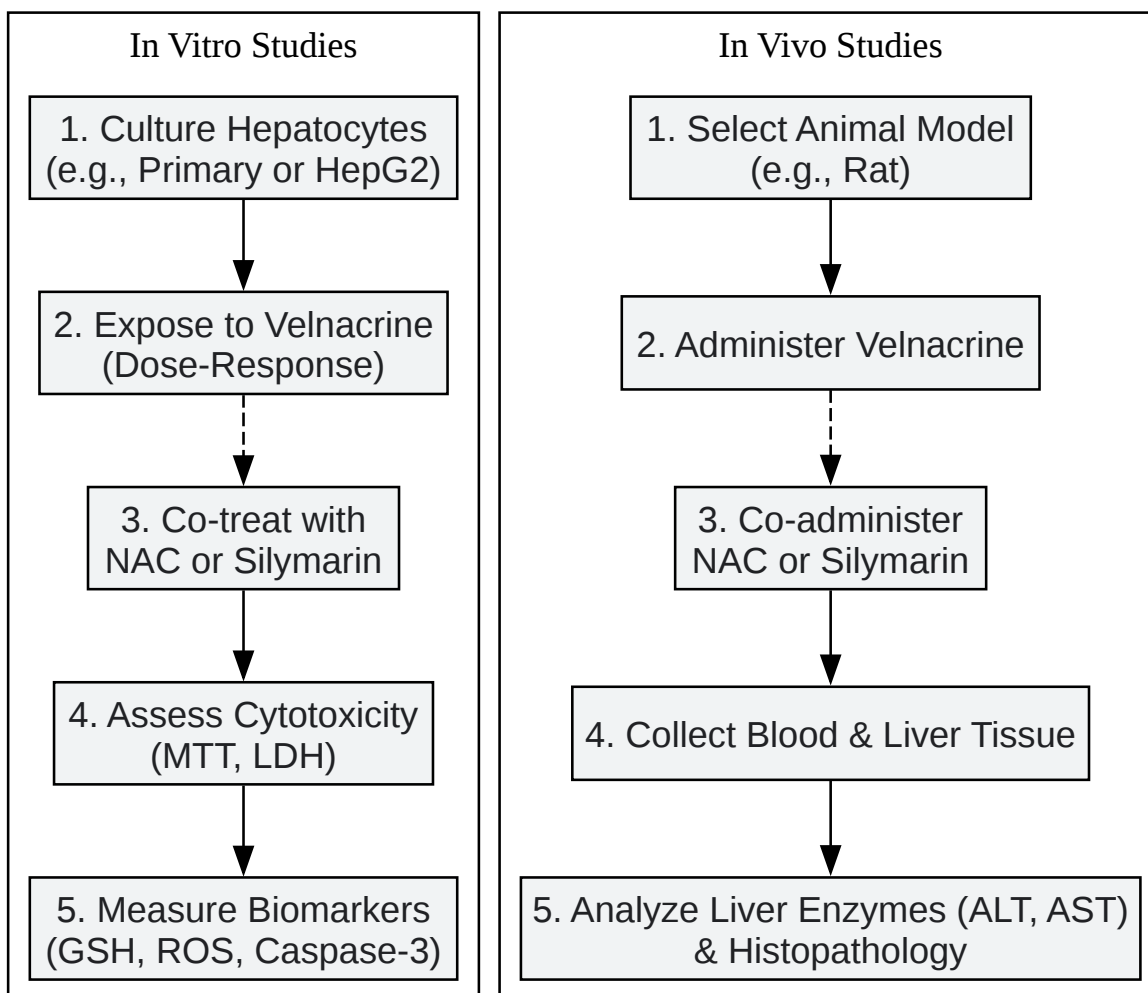 In Vitro Studies
1. Culture Hepatocytes
(e.g., Primary or HepG2)
2. Expose to Velnacrine
(Dose-Response)
3. Co-treat with
NAC or Silymarin
4. Assess Cytotoxicity
(MTT, LDH)
5. Measure Biomarkers
(GSH, ROS, Caspase-3)
In Vivo Studies
1. Select Animal Model
(e.g., Rat)
2. Administer Velnacrine
3. Co-administer
NAC or Silymarin
4. Collect Blood & Liver Tissue
5. Analyze Liver Enzymes (ALT, AST)
& Histopathology